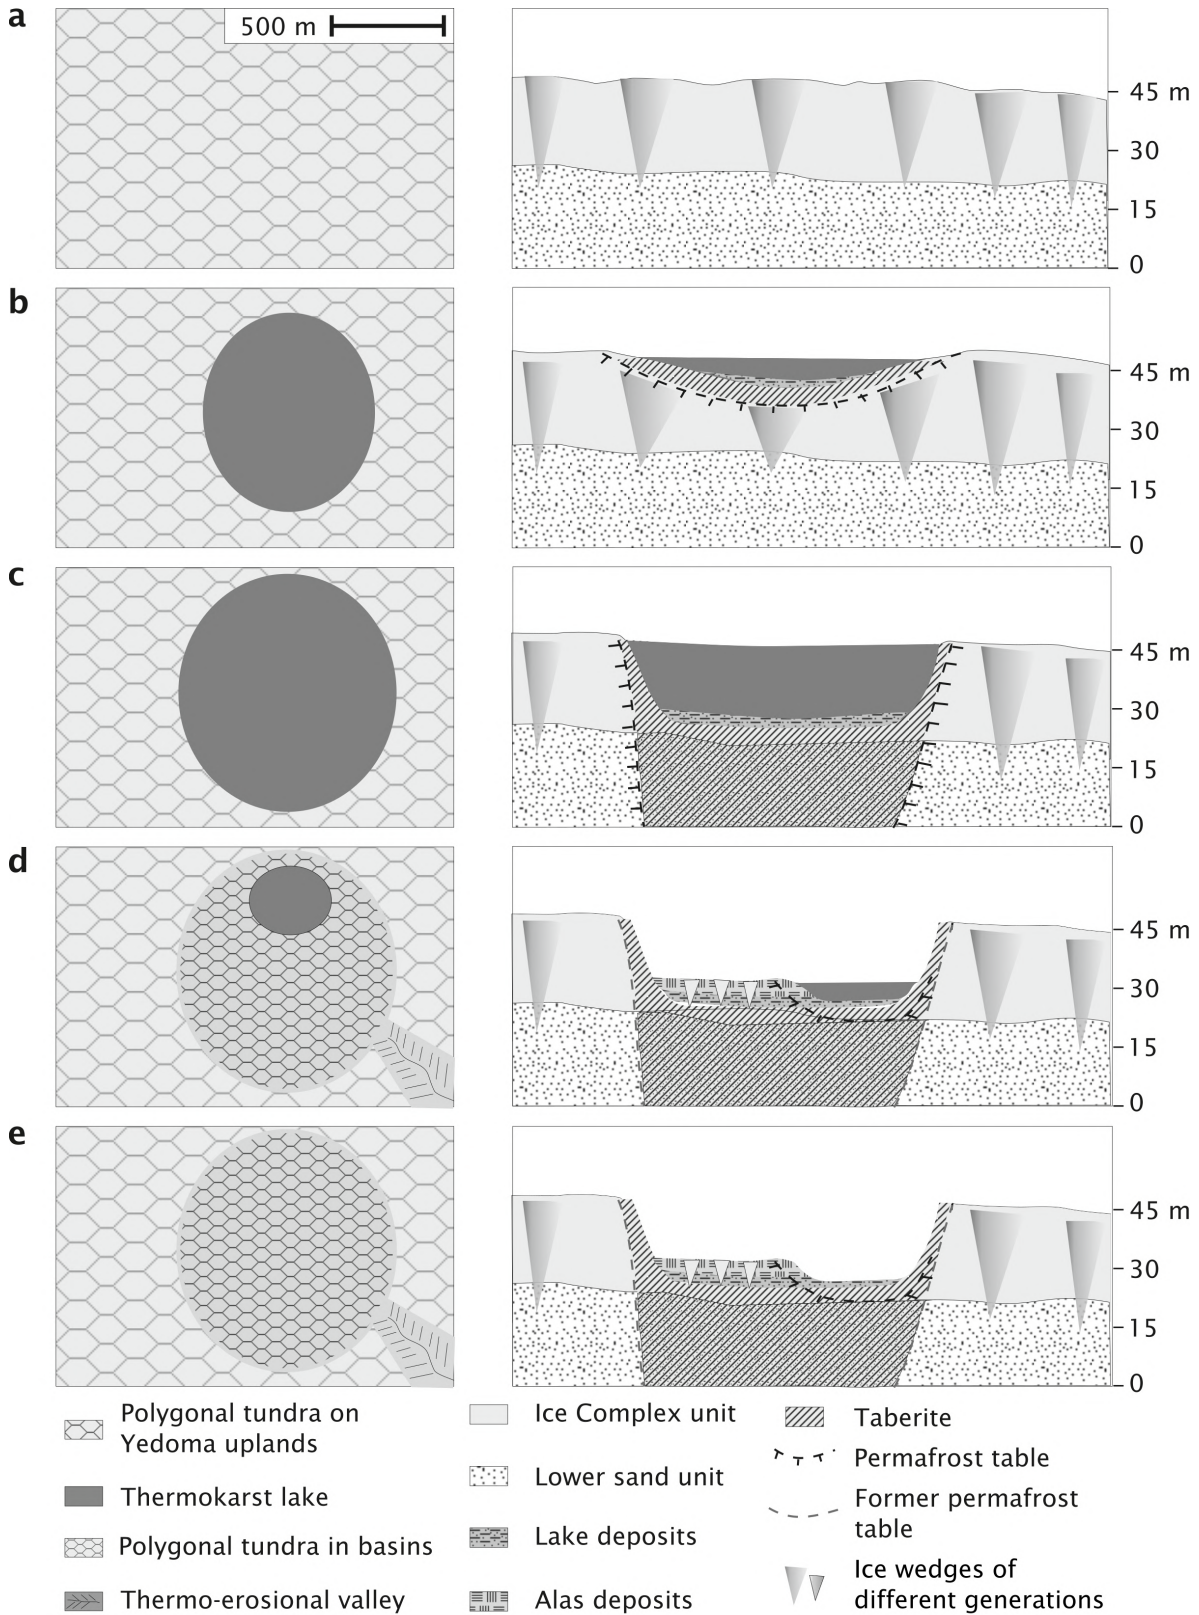 a
500 m
45 m
30
15
0
b
45 m
30
15
0
c
45 m
30
15
0
d
45 m
30
15
0
e
45 m
30
15
0
Polygonal tundra on
Yedoma uplands
Thermokarst lake
Polygonal tundra in basins
Thermo-erosional valley
Ice Complex unit
Lower sand unit
Lake deposits
Alas deposits
Taberite
Permafrost table
Former permafrost
table
Ice wedges of
different generations